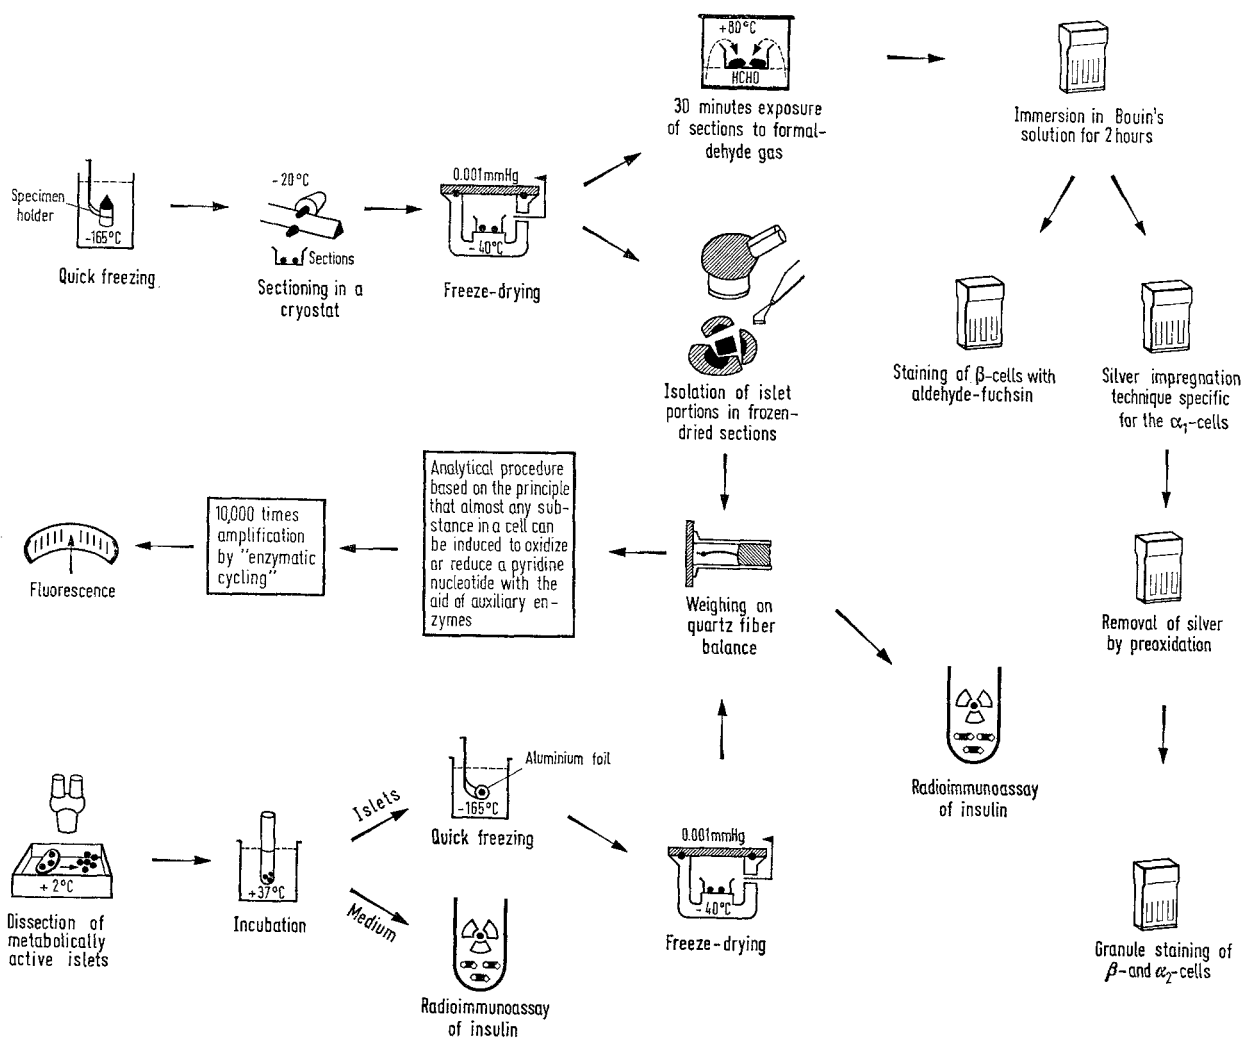 +80°C
HCHO
30 minutes exposure
of sections to formal-
dehyde gas
Immersion in Bouin's
solution for 2 hours
Specimen
holder
-165°C
Quick freezing
-20°C
Sections
Sectioning in a
cryostat
0.001mmHg
-40°C
Freeze-drying
Isolation of islet
portions in frozen-
dried sections
Staining of β-cells with
aldehyde-fuchsin
Silver impregnation
technique specific
for the α₁-cells
Fluorescence
10,000 times
amplification
by "enzymatic
cycling"
Analytical procedure
based on the principle
that almost any sub-
stance in a cell can
be induced to oxidize
or reduce a pyridine
nucleotide with the
aid of auxiliary en-
zymes
Weighing on
quartz fiber
balance
Removal of silver
by preoxidation
Radioimmunoassay
of insulin
Granule staining of
β-and α₂-cells
+2°C
Dissection of
metabolically
active islets
+37°C
Incubation
Islets
Medium
Aluminium foil
-165°C
Quick freezing
Radioimmunoassay
of insulin
0.001mmHg
-40°C
Freeze-drying